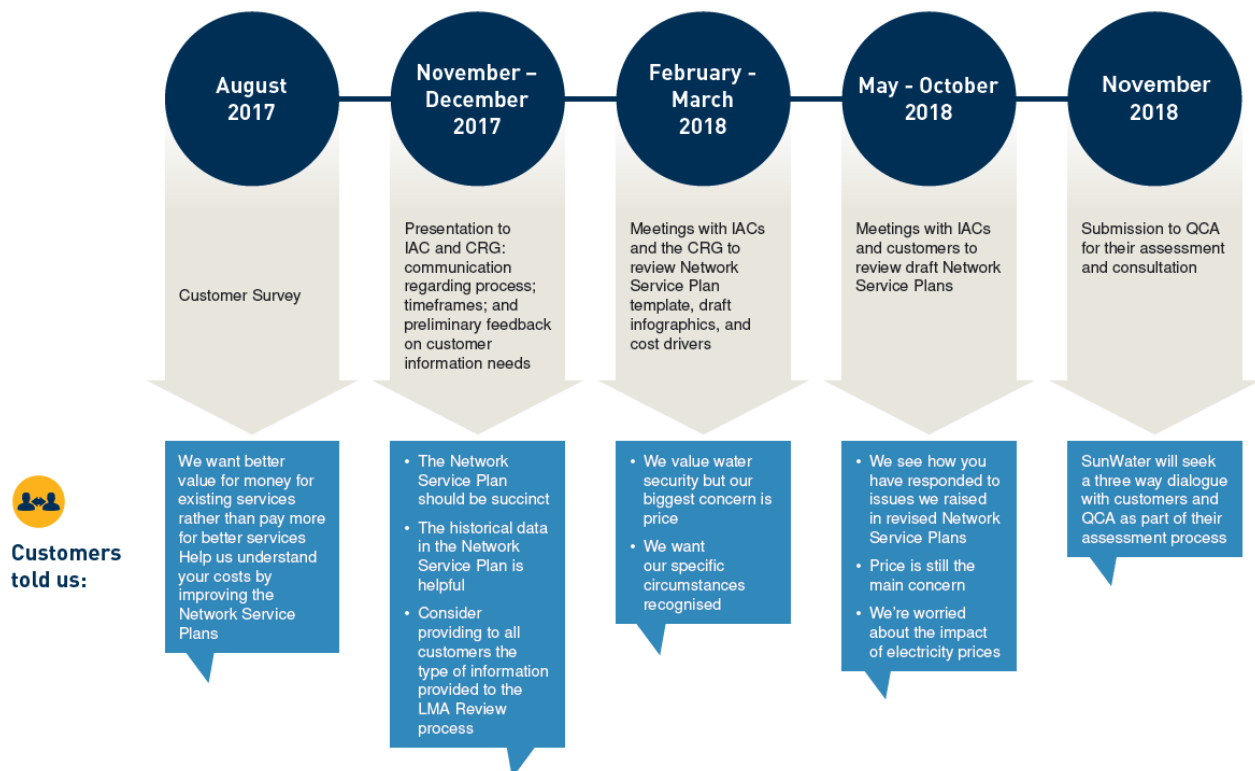 August
2017
November –
December
2017
February -
March
2018
May - October
2018
November
2018
Customer Survey
Presentation to
IAC and CRG:
communication
regarding process;
timeframes; and
preliminary feedback
on customer
information needs
Meetings with IACs
and the CRG to
review Network
Service Plan
template, draft
infographics, and
cost drivers
Meetings with IACs
and customers to
review draft Network
Service Plans
Submission to QCA
for their assessment
and consultation
Customers
told us:
We want better
value for money for
existing services
rather than pay more
for better services
Help us understand
your costs by
improving the
Network Service
Plans
• The Network
Service Plan
should be succinct
• The historical data
in the Network
Service Plan is
helpful
• Consider
providing to all
customers the
type of information
provided to the
LMA Review
process
• We value water
security but our
biggest concern is
price
• We want
our specific
circumstances
recognised
• We see how you
have responded to
issues we raised
in revised Network
Service Plans
• Price is still the
main concern
• We're worried
about the impact
of electricity prices
SunWater will seek
a three way dialogue
with customers and
QCA as part of their
assessment process